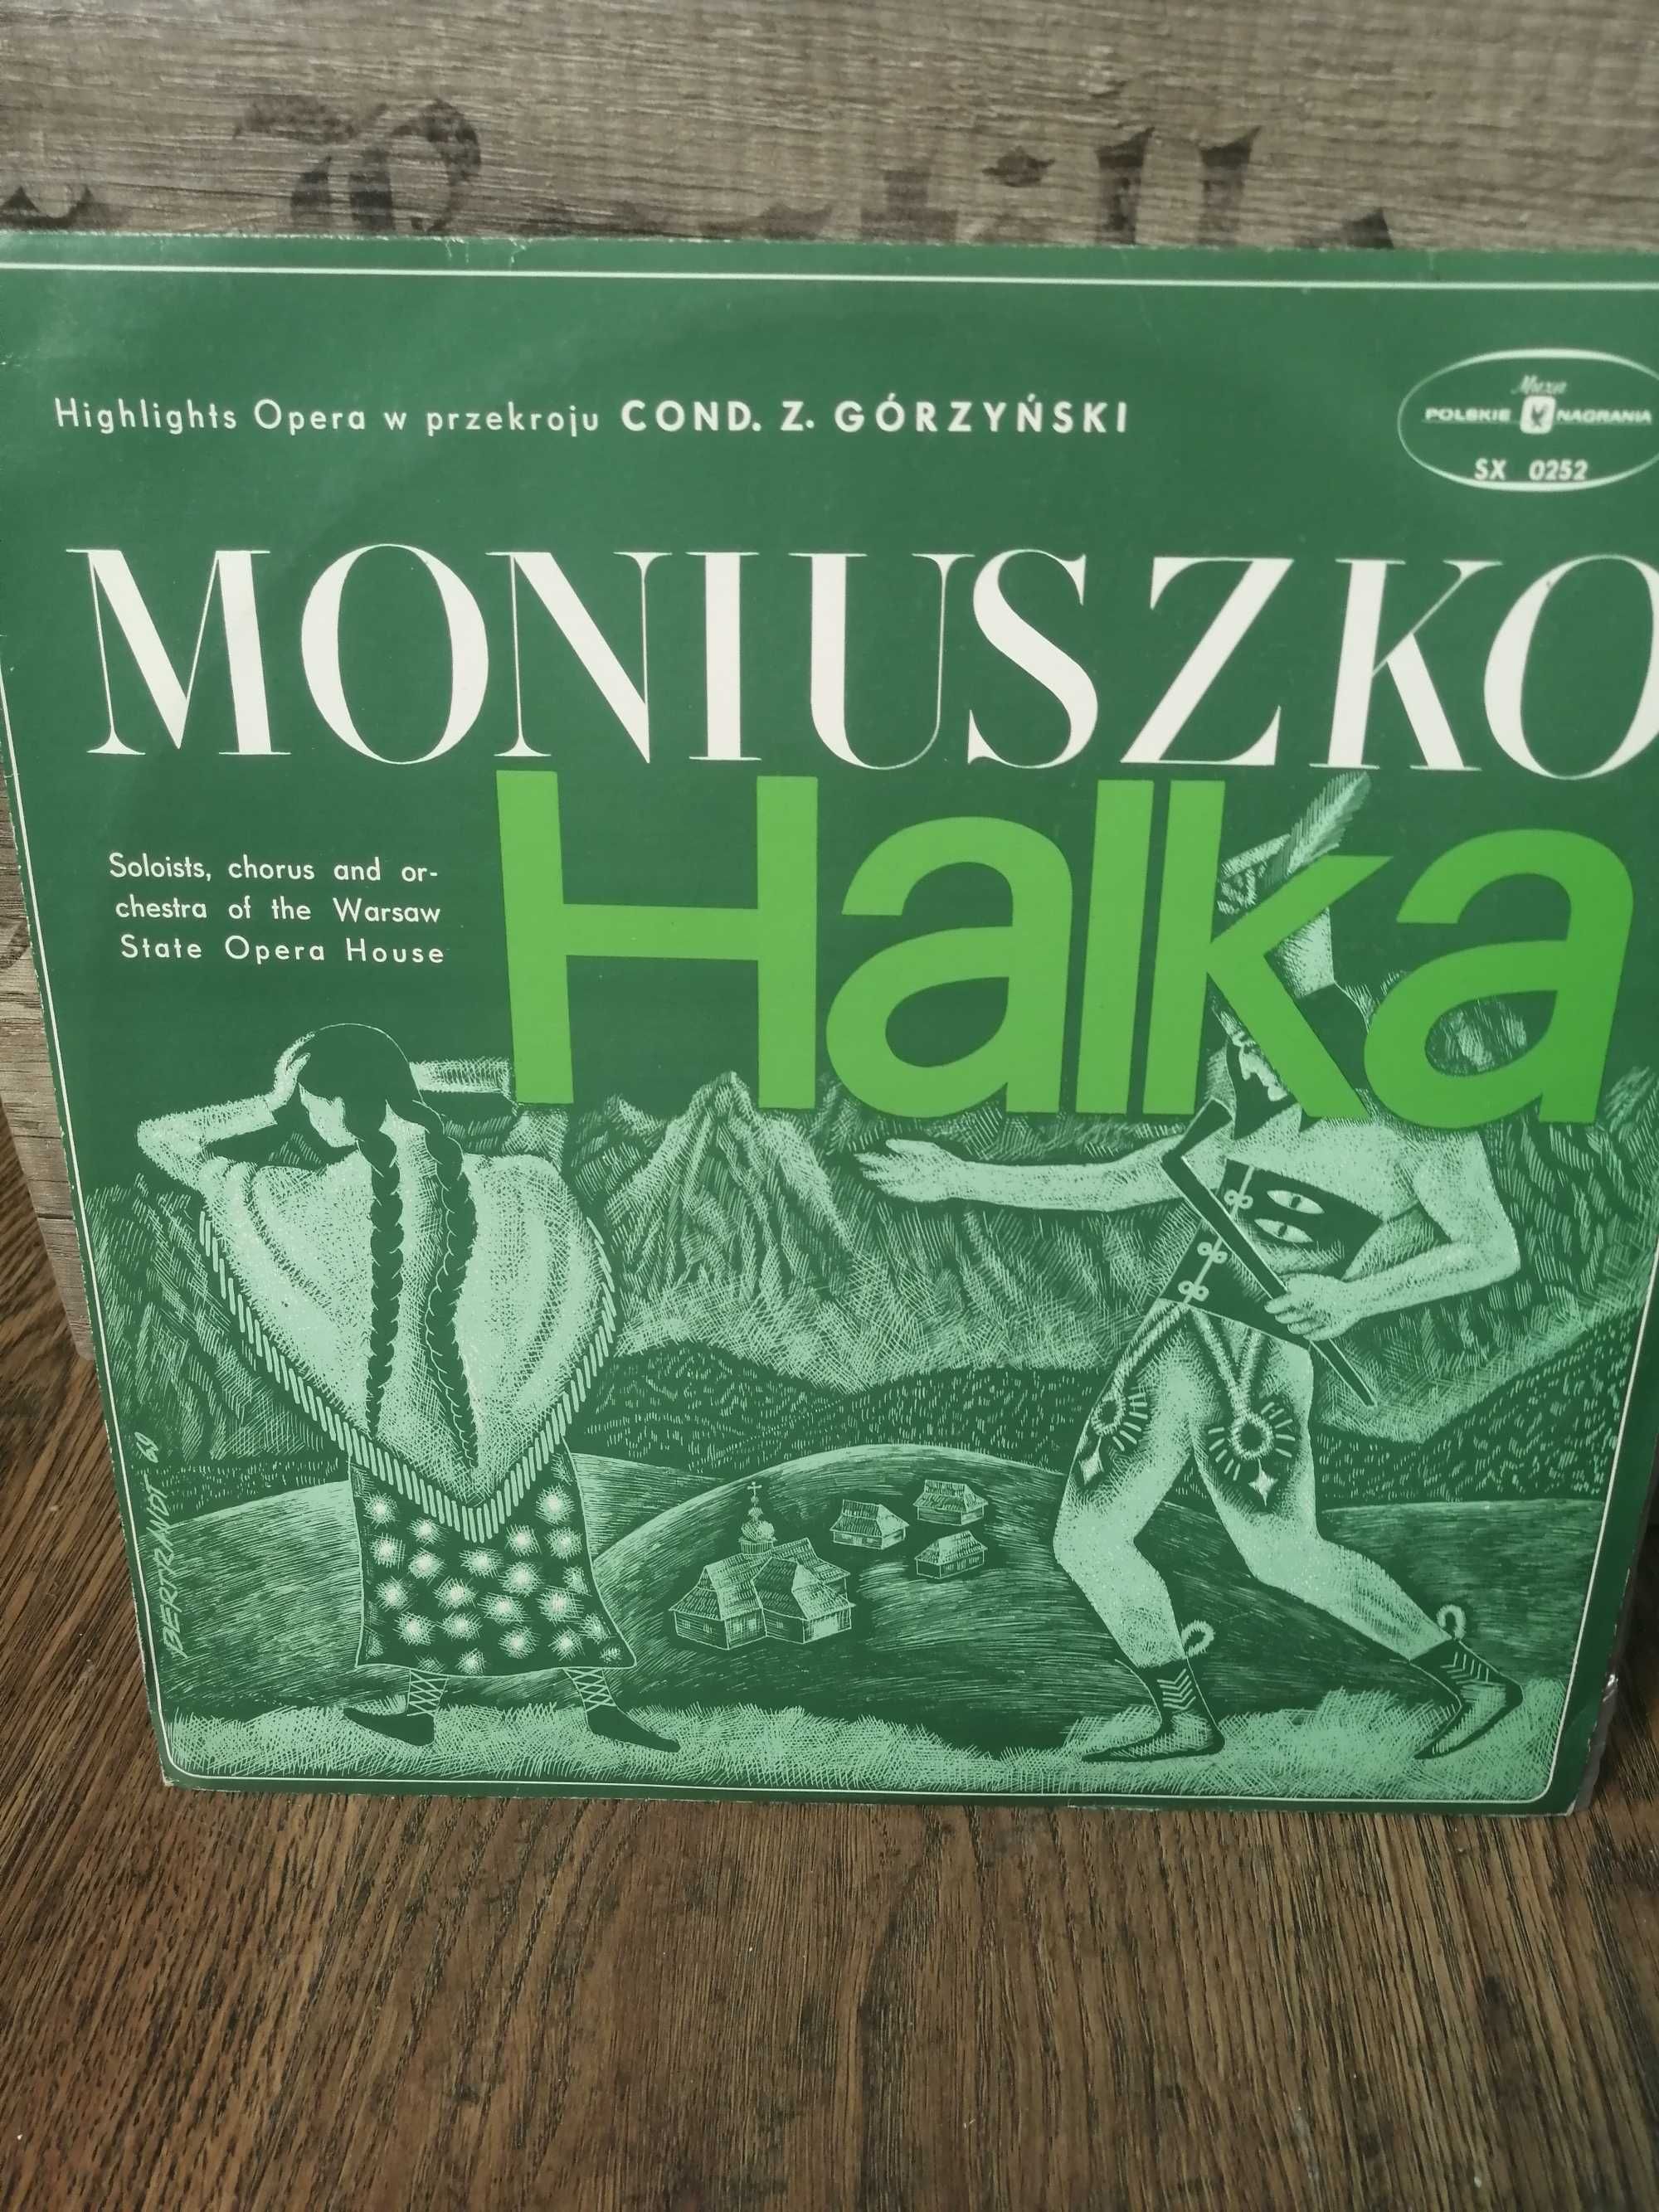 Highlights Opera w przekroju COND. Z. GÓRZYŃSKI
Muza
POLSKIE NAGRANIA
SX 0252
MONIUSZKO
Halka
Soloists, chorus and or-
chestra of the Warsaw
State Opera House
BERTRANDT 60